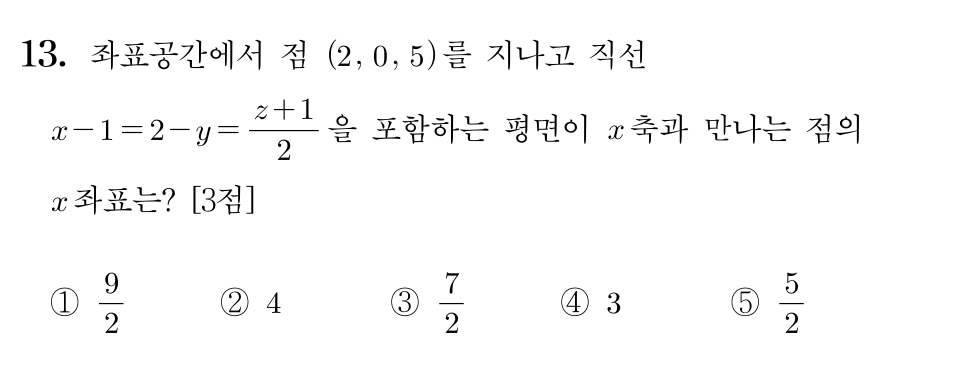 13. 좌표공간에서 점 (2, 0, 5)를 지나고 직선
x-1=2-y=\frac{z+1}{2}을 포함하는 평면이 x축과 만나는 점의
x좌표는? [3점]
① \frac{9}{2} ② 4 ③ \frac{7}{2} ④ 3 ⑤ \frac{5}{2}